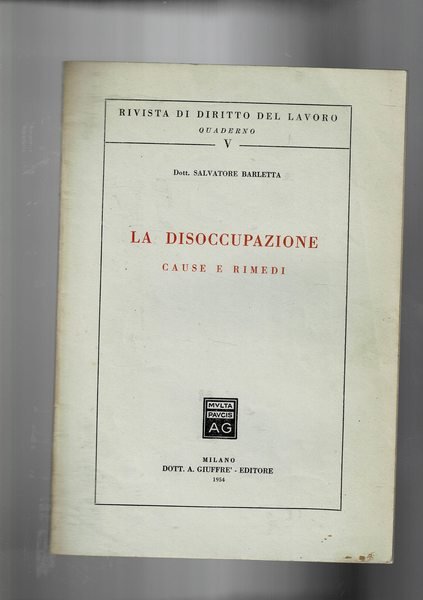 RIVISTA DI DIRITTO DEL LAVORO
QUADERNO
V
Dott. SALVATORE BARLETTA
LA DISOCCUPAZIONE
CAUSE E RIMEDI
MVLTA
PAVCIS
AG
MILANO
DOTT. A. GIUFFRE' - EDITORE
1954